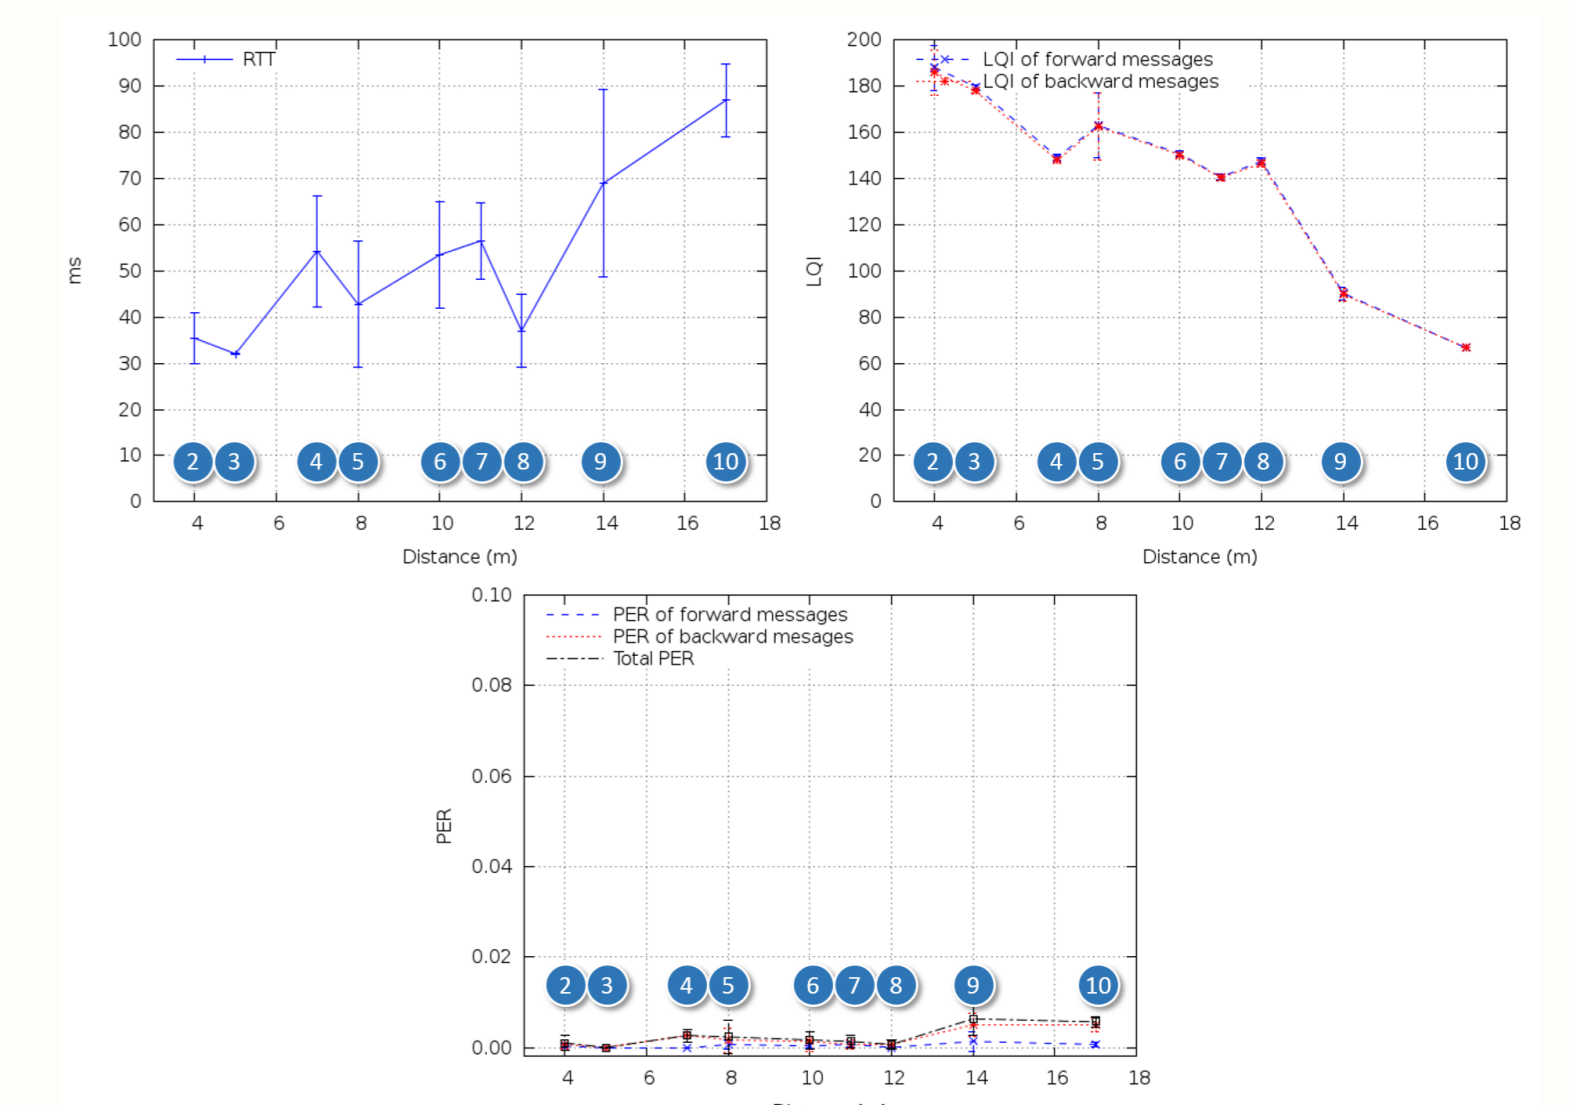 RTT
100
90
80
70
60
50
40
30
20
10
0
ms
2 3 4 5 6 7 8 9 10
4 6 8 10 12 14 16 18
Distance (m)
LQI of forward messages
LQI of backward mesages
200
180
160
140
120
100
80
60
40
20
0
LQI
2 3 4 5 6 7 8 9 10
4 6 8 10 12 14 16 18
Distance (m)
PER of forward messages
PER of backward mesages
Total PER
0.10
0.08
0.06
0.04
0.02
0.00
PER
2 3 4 5 6 7 8 9 10
4 6 8 10 12 14 16 18